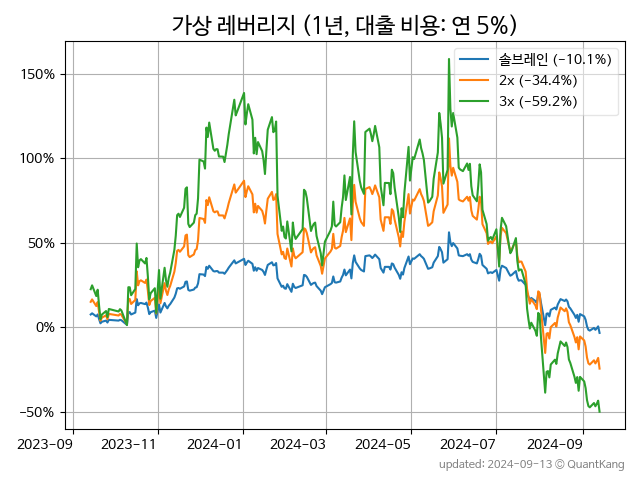 가상 레버리지 (1년, 대출 비용: 연 5%)
솔브레인 (-10.1%)
2x (-34.4%)
3x (-59.2%)
150%
100%
50%
0%
−50%
2023-09
2023-11
2024-01
2024-03
2024-05
2024-07
2024-09
updated: 2024-09-13 © QuantKang